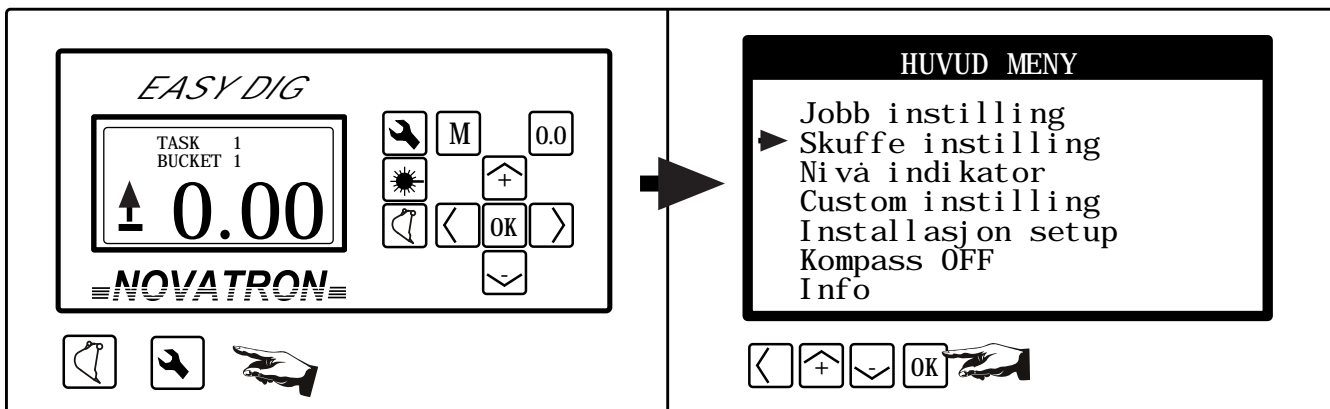 EASY DIG
TASK 1
BUCKET 1
0.00
NOVATRON
M
0.0
+
OK
-
HUVUD MENY
Jobb instilling
Skuffe instilling
Nivå indikator
Custom instilling
Installasjon setup
Kompass OFF
Info
+
-
OK